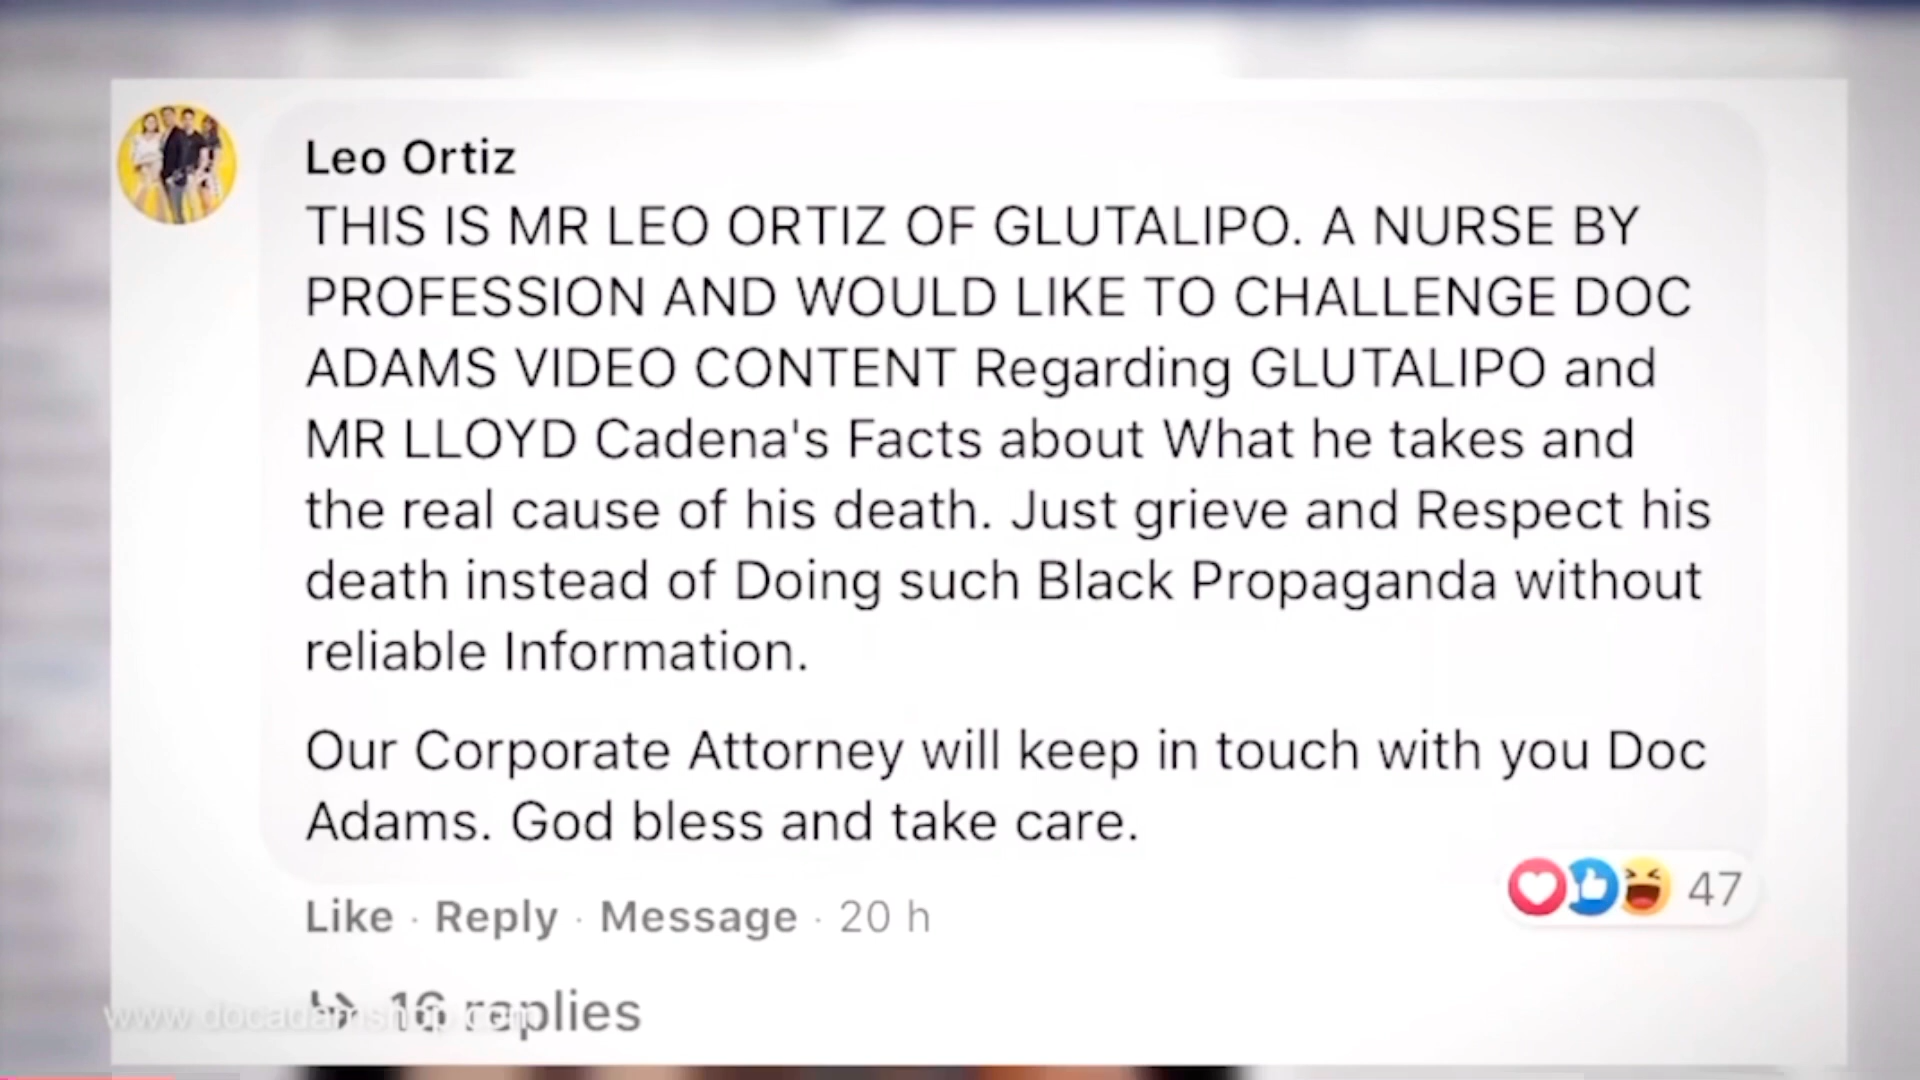 Leo Ortiz
THIS IS MR LEO ORTIZ OF GLUTALIPO. A NURSE BY
PROFESSION AND WOULD LIKE TO CHALLENGE DOC
ADAMS VIDEO CONTENT Regarding GLUTALIPO and
MR LLOYD Cadena's Facts about What he takes and
the real cause of his death. Just grieve and Respect his
death instead of Doing such Black Propaganda without
reliable Information.
Our Corporate Attorney will keep in touch with you Doc
Adams. God bless and take care.
Like · Reply · Message · 20 h
47
16 replies
www.docadamshop.com